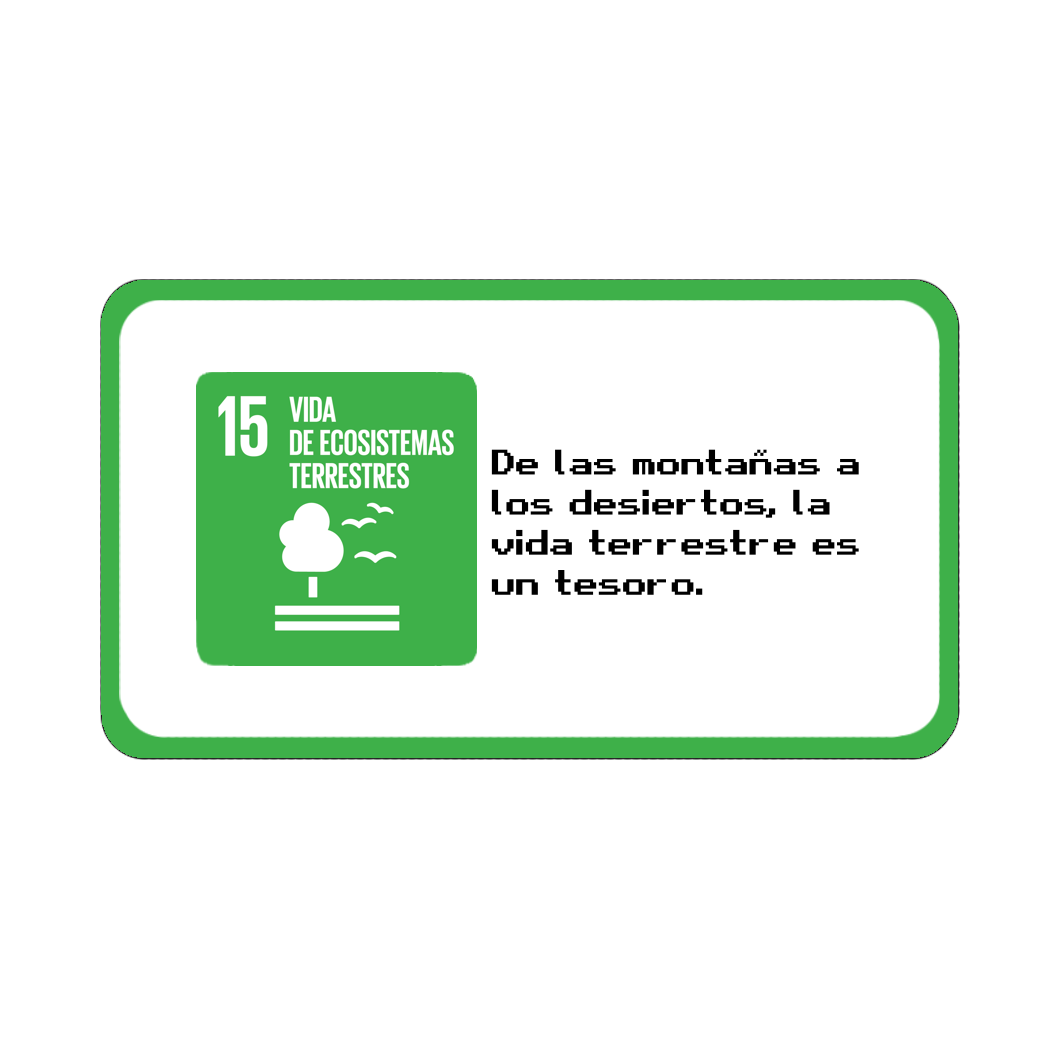 15
VIDA
DE ECOSISTEMAS
TERRESTRES
De las montañas a
los desiertos, la
vida terrestre es
un tesoro.